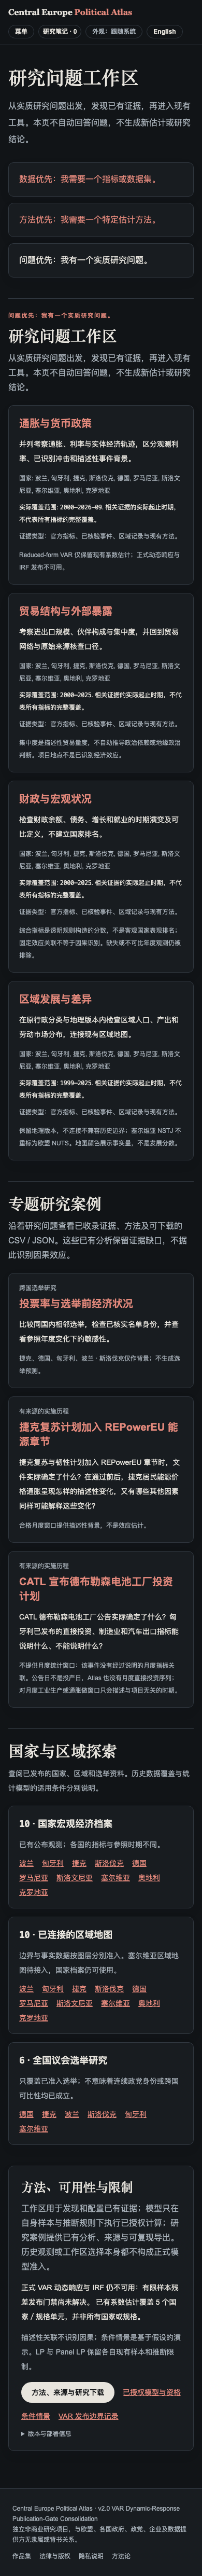 Central Europe Political Atlas
菜单
研究笔记 · 0
外观：跟随系统
English
研究问题工作区
从实质研究问题出发，发现已有证据，再进入现有
工具。本页不自动回答问题，不生成新估计或研究
结论。
数据优先：我需要一个指标或数据集。
方法优先：我需要一个特定估计方法。
问题优先：我有一个实质研究问题。
问题优先：我有一个实质研究问题。
研究问题工作区
从实质研究问题出发，发现已有证据，再进入现有
工具。本页不自动回答问题，不生成新估计或研究
结论。
通胀与货币政策
并列考察通胀、利率与实体经济轨迹，区分观测利
率、已识别冲击和描述性事件背景。
国家: 波兰, 匈牙利, 捷克, 斯洛伐克, 德国, 罗马尼亚, 斯洛文
尼亚, 塞尔维亚, 奥地利, 克罗地亚
实际覆盖范围: 2000–2026-09. 相关证据的实际起止时期，
不代表所有指标的完整覆盖。
证据类型：官方指标、已核验事件、区域记录与现有方法。
Reduced-form VAR 仅保留现有系数估计；正式动态响应与
IRF 发布不可用。
贸易结构与外部暴露
考察进出口规模、伙伴构成与集中度，并回到贸易
网络与原始来源核查口径。
国家: 波兰, 匈牙利, 捷克, 斯洛伐克, 德国, 罗马尼亚, 斯洛文
尼亚, 塞尔维亚, 奥地利, 克罗地亚
实际覆盖范围: 2000–2025. 相关证据的实际起止时期，不代
表所有指标的完整覆盖。
证据类型：官方指标、已核验事件、区域记录与现有方法。
集中度是描述性贸易量度，不自动推导政治依赖或地缘政治
判断。项目地点不是已识别经济效应。
财政与宏观状况
检查财政余额、债务、增长和就业的时期演变及可
比定义，不建立国家排名。
国家: 波兰, 匈牙利, 捷克, 斯洛伐克, 德国, 罗马尼亚, 斯洛文
尼亚, 塞尔维亚, 奥地利, 克罗地亚
实际覆盖范围: 2000–2025. 相关证据的实际起止时期，不代
表所有指标的完整覆盖。
证据类型：官方指标、已核验事件、区域记录与现有方法。
综合指标是透明规则构造的分数，不是客观国家表现排名；
固定效应关联不等于因果识别。缺失或不可比年度观测仍被
排除。
区域发展与差异
在原行政分类与地理版本内检查区域人口、产出和
劳动市场分布，连接现有区域地图。
国家: 波兰, 匈牙利, 捷克, 斯洛伐克, 德国, 罗马尼亚, 斯洛文
尼亚, 塞尔维亚, 奥地利, 克罗地亚
实际覆盖范围: 1999–2025. 相关证据的实际起止时期，不代
表所有指标的完整覆盖。
证据类型：官方指标、已核验事件、区域记录与现有方法。
保留地理版本，不连接不兼容历史边界；塞尔维亚 NSTJ 不
重标为欧盟 NUTS。地图颜色展示事实量，不是发展分数。
专题研究案例
沿着研究问题查看已收录证据、方法及可下载的
CSV / JSON。这些已有分析保留证据缺口，不据
此识别因果效应。
跨国选举研究
投票率与选举前经济状况
比较同国内相邻选举，检查已核实名单身份，并查
看参照年度变化下的敏感性。
捷克、德国、匈牙利、波兰 · 斯洛伐克仅作背景；不生成选
举预测。
有来源的实施历程
捷克复苏计划加入 REPowerEU 能
源章节
捷克复苏与韧性计划加入 REPowerEU 章节时，文
件实际确定了什么？在通过前后，捷克居民能源价
格通胀呈现怎样的描述性变化，又有哪些其他因素
同样可能解释这些变化？
合格月度窗口提供描述性背景，不是效应估计。
有来源的实施历程
CATL 宣布德布勒森电池工厂投资
计划
CATL 德布勒森电池工厂公告实际确定了什么？匈
牙利已发布的直接投资、制造业和汽车出口指标能
说明什么、不能说明什么？
不提供月度统计窗口：该事件没有经过说明的月度指标关
联。公告日不是投产日，Atlas 也没有月度直接投资序列；
对月度工业生产或通胀做窗口只会描述与项目无关的时期。
国家与区域探索
查阅已发布的国家、区域和选举资料。历史数据覆盖与统
计模型的适用条件分别说明。
10 · 国家宏观经济档案
已有公布观测；各国的指标与参照时期不同。
波兰 匈牙利 捷克 斯洛伐克 德国
罗马尼亚 斯洛文尼亚 塞尔维亚 奥地利
克罗地亚
10 · 已连接的区域地图
边界与事实数据按图层分别准入。塞尔维亚区域地
图待接入，国家档案仍可使用。
波兰 匈牙利 捷克 斯洛伐克 德国
罗马尼亚 斯洛文尼亚 塞尔维亚 奥地利
克罗地亚
6 · 全国议会选举研究
只覆盖已准入选举；不意味着连续政党身份或跨国
可比性均已成立。
德国 捷克 波兰 斯洛伐克 匈牙利
塞尔维亚
方法、可用性与限制
工作区用于发现和配置已有证据；模型只在
自身样本与推断规则下执行已授权计算；研
究案例提供已有分析、来源与可复现导出。
历史观测或工作区选择本身都不构成正式模
型准入。
正式 VAR 动态响应与 IRF 仍不可用：有限样本残
差发布门禁尚未解决。 已有系数估计覆盖 5 个国
家 / 规格单元，并非所有国家或规格。
描述性关联不识别因果；条件情景是基于假设的演
示。LP 与 Panel LP 保留各自现有样本和推断限
制。
方法、来源与研究下载
已授权模型与资格
条件情景
VAR 发布边界记录
▸ 版本与部署信息
Central Europe Political Atlas · v2.0 VAR Dynamic-Response
Publication-Gate Consolidation
独立非商业研究项目，与欧盟、各国政府、政党、企业及数据提
供方无隶属或背书关系。
作品集 法律与版权 隐私说明 方法论